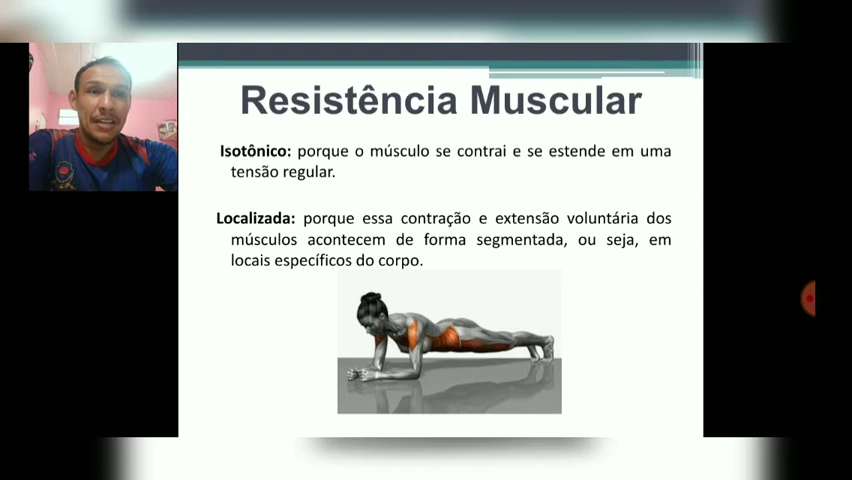 Resistência Muscular
Isotônico: porque o músculo se contrai e se estende em uma
tensão regular.
Localizada: porque essa contração e extensão voluntária dos
músculos acontecem de forma segmentada, ou seja, em
locais específicos do corpo.